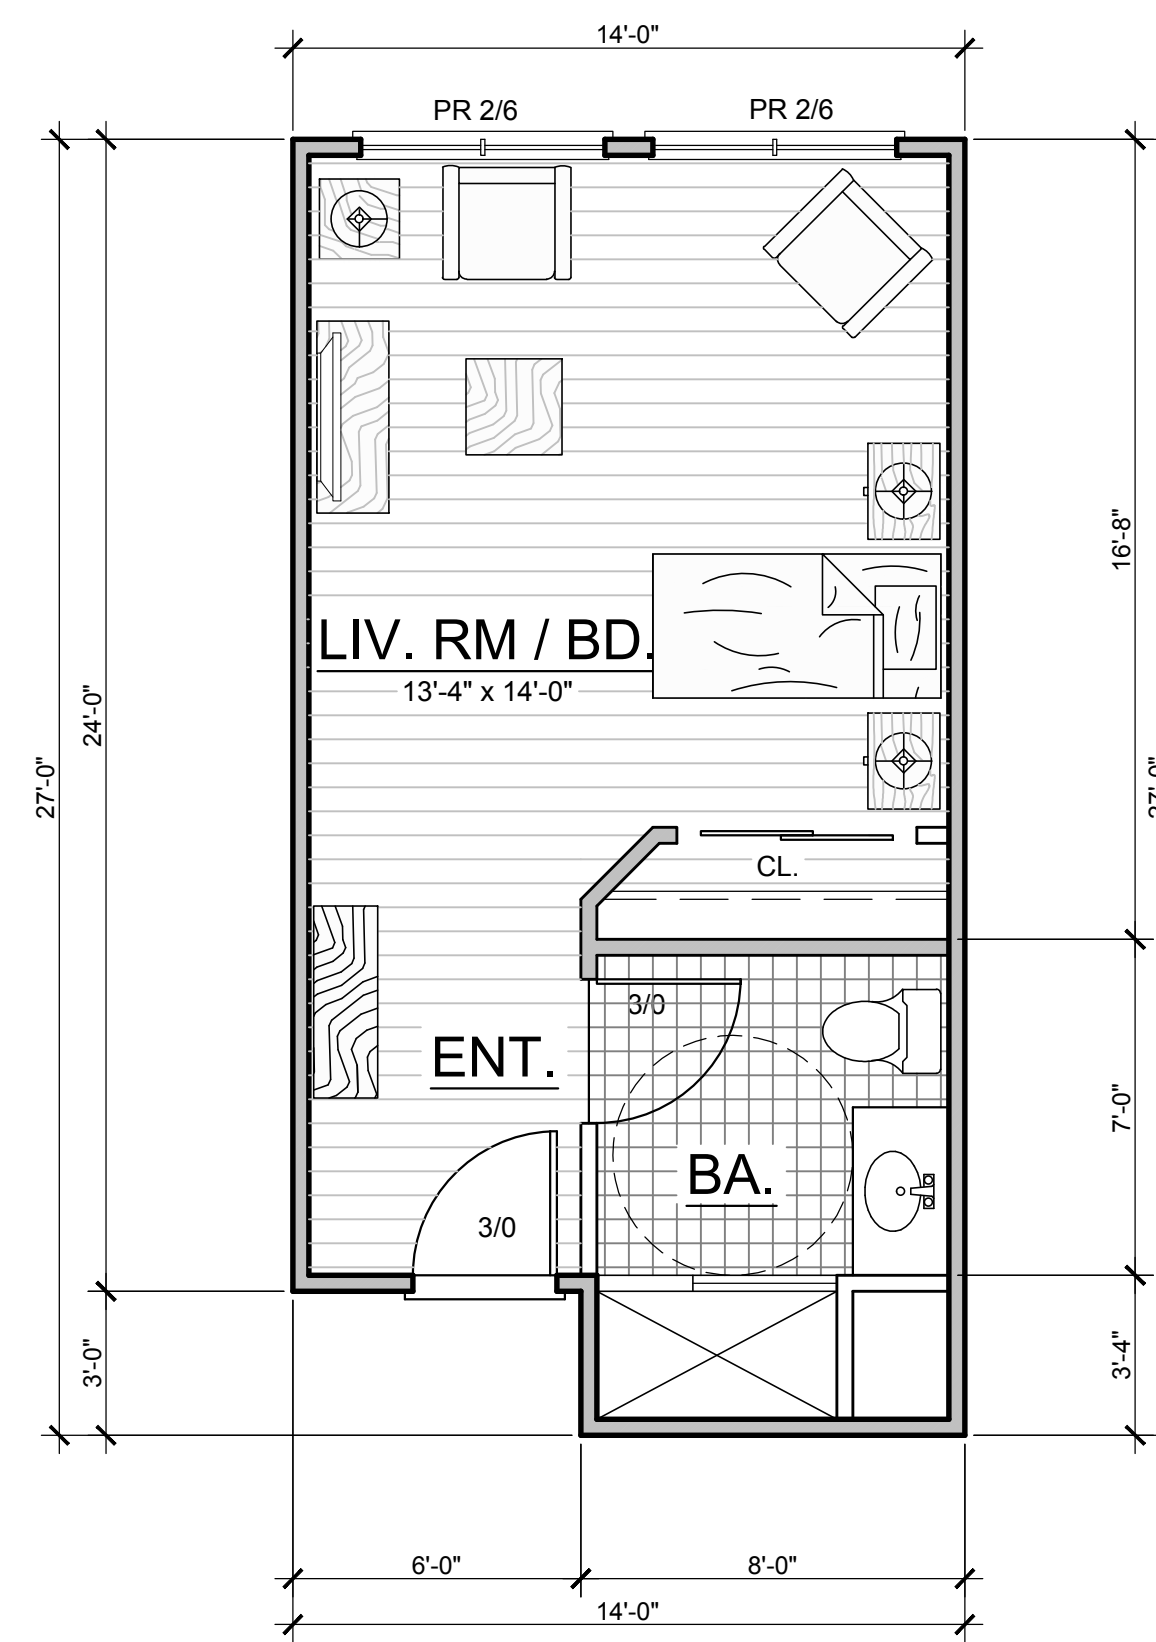 14'-0"
PR 2/6
PR 2/6
16'-8"
LIV. RM / BD.
13'-4" x 14'-0"
24'-0"
27'-0"
CL.
3/0
ENT.
7'-0"
BA.
3/0
3'-0"
3'-4"
6'-0"
8'-0"
14'-0"